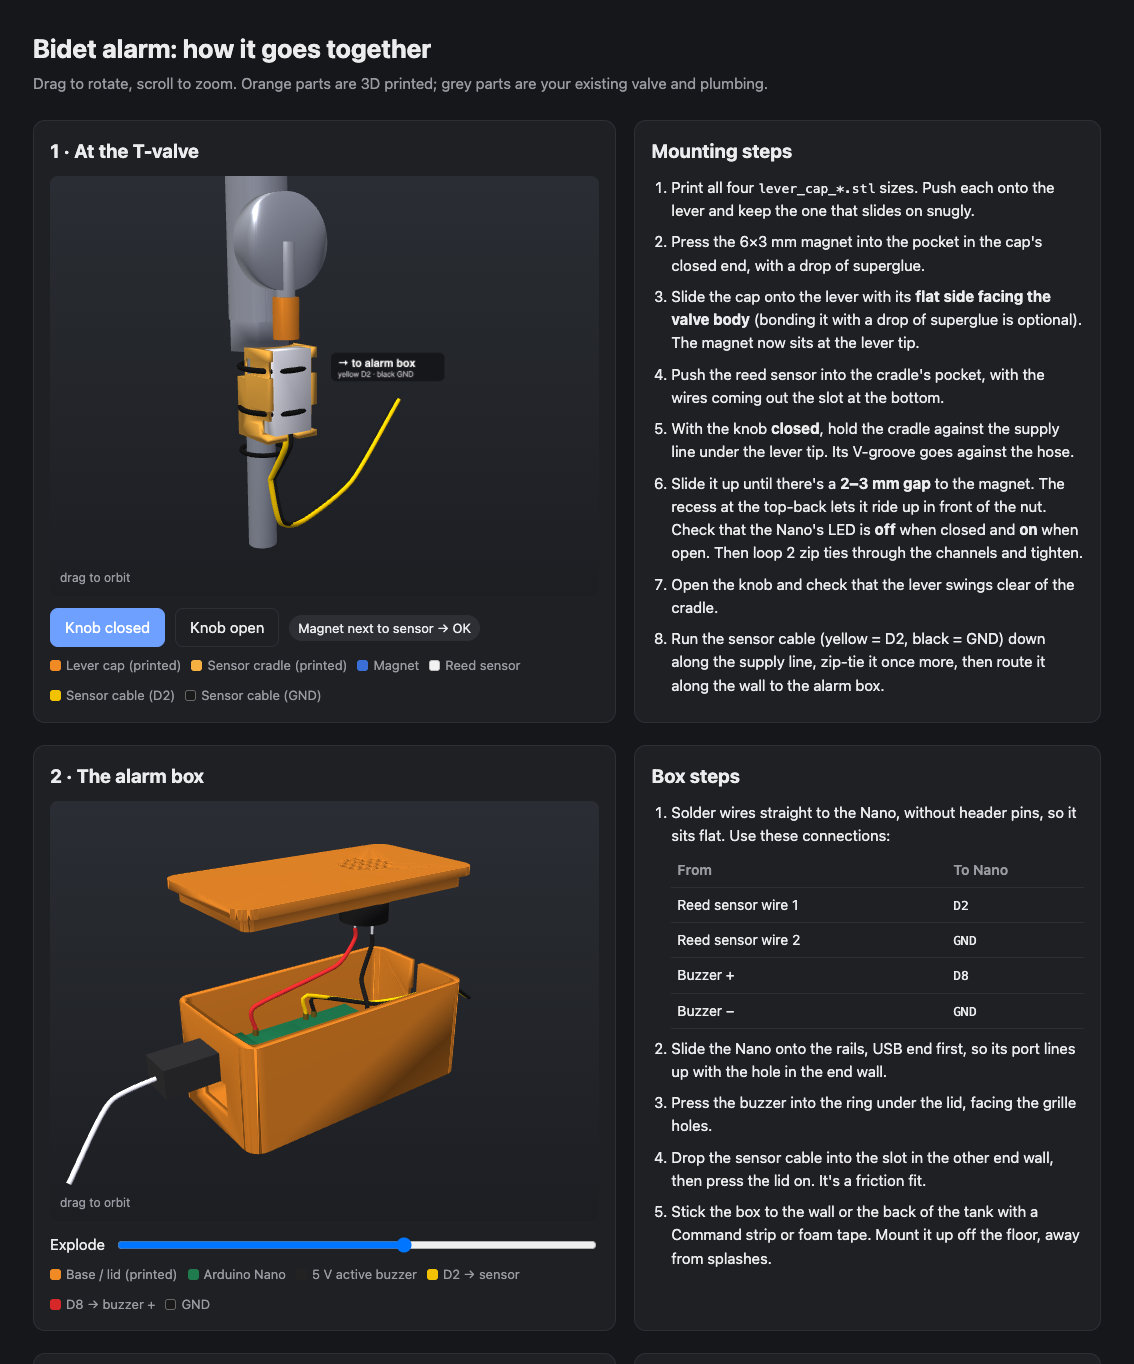 Bidet alarm: how it goes together
Drag to rotate, scroll to zoom. Orange parts are 3D printed; grey parts are your existing valve and plumbing.
1 · At the T-valve
→ to alarm box
yellow D2 · black GND
drag to orbit
Knob closed
Knob open
Magnet next to sensor → OK
Lever cap (printed)
Sensor cradle (printed)
Magnet
Reed sensor
Sensor cable (D2)
Sensor cable (GND)
Mounting steps
1. Print all four lever_cap_*.stl sizes. Push each onto the
lever and keep the one that slides on snugly.
2. Press the 6×3 mm magnet into the pocket in the cap's
closed end, with a drop of superglue.
3. Slide the cap onto the lever with its flat side facing the
valve body (bonding it with a drop of superglue is optional).
The magnet now sits at the lever tip.
4. Push the reed sensor into the cradle's pocket, with the
wires coming out the slot at the bottom.
5. With the knob closed, hold the cradle against the supply
line under the lever tip. Its V-groove goes against the hose.
6. Slide it up until there's a 2–3 mm gap to the magnet. The
recess at the top-back lets it ride up in front of the nut.
Check that the Nano's LED is off when closed and on when
open. Then loop 2 zip ties through the channels and tighten.
7. Open the knob and check that the lever swings clear of the
cradle.
8. Run the sensor cable (yellow = D2, black = GND) down
along the supply line, zip-tie it once more, then route it
along the wall to the alarm box.
2 · The alarm box
drag to orbit
Explode
Base / lid (printed)
Arduino Nano
5 V active buzzer
D2 → sensor
D8 → buzzer +
GND
Box steps
1. Solder wires straight to the Nano, without header pins, so it
sits flat. Use these connections:
From To Nano
Reed sensor wire 1 D2
Reed sensor wire 2 GND
Buzzer + D8
Buzzer − GND
2. Slide the Nano onto the rails, USB end first, so its port lines
up with the hole in the end wall.
3. Press the buzzer into the ring under the lid, facing the grille
holes.
4. Drop the sensor cable into the slot in the other end wall,
then press the lid on. It's a friction fit.
5. Stick the box to the wall or the back of the tank with a
Command strip or foam tape. Mount it up off the floor, away
from splashes.